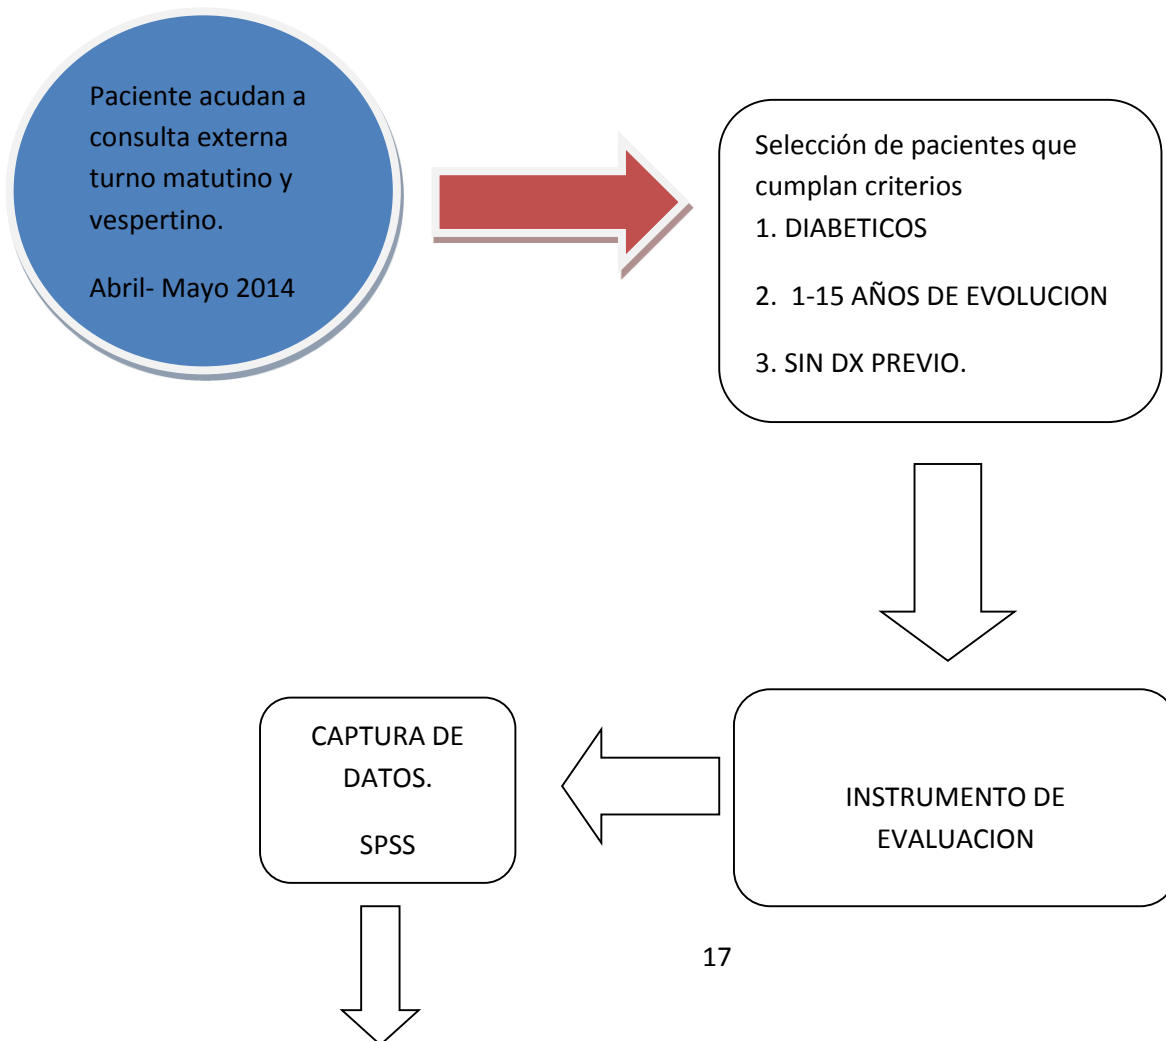 Paciente acudan a
consulta externa
turno matutino y
vespertino.
Abril- Mayo 2014
Selección de pacientes que
cumplan criterios
1. DIABETICOS
2. 1-15 AÑOS DE EVOLUCION
3. SIN DX PREVIO.
INSTRUMENTO DE
EVALUACION
CAPTURA DE
DATOS.
SPSS
17